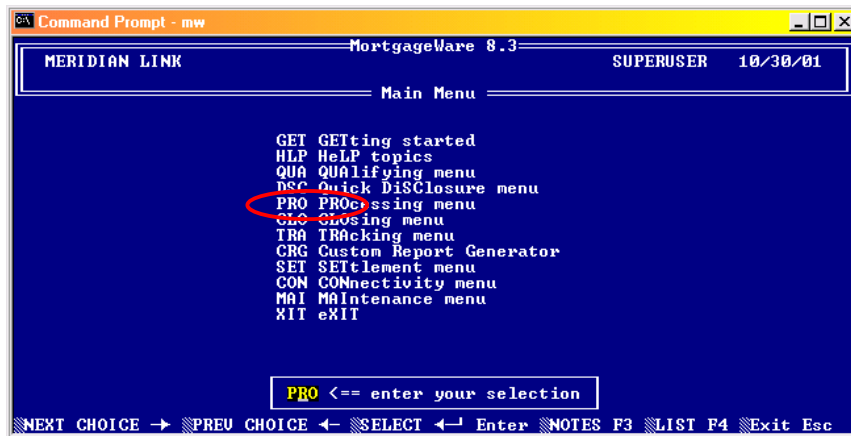 Command Prompt - mw
MortgageWare 8.3
MERIDIAN LINK SUPERUSER 10/30/01
Main Menu
GET GETting started
HLP HeLP topics
QUA QUAlifying menu
DSC Quick DiSClosure menu
PRO PROcessing menu
CLO CLOsing menu
TRA TRAcking menu
CRG Custom Report Generator
SET SETtlement menu
CON CONnectivity menu
MAI MAIntenance menu
XIT eXIT
PRO <== enter your selection
NEXT CHOICE → PREV CHOICE ← SELECT ←┘ Enter NOTES F3 LIST F4 Exit Esc